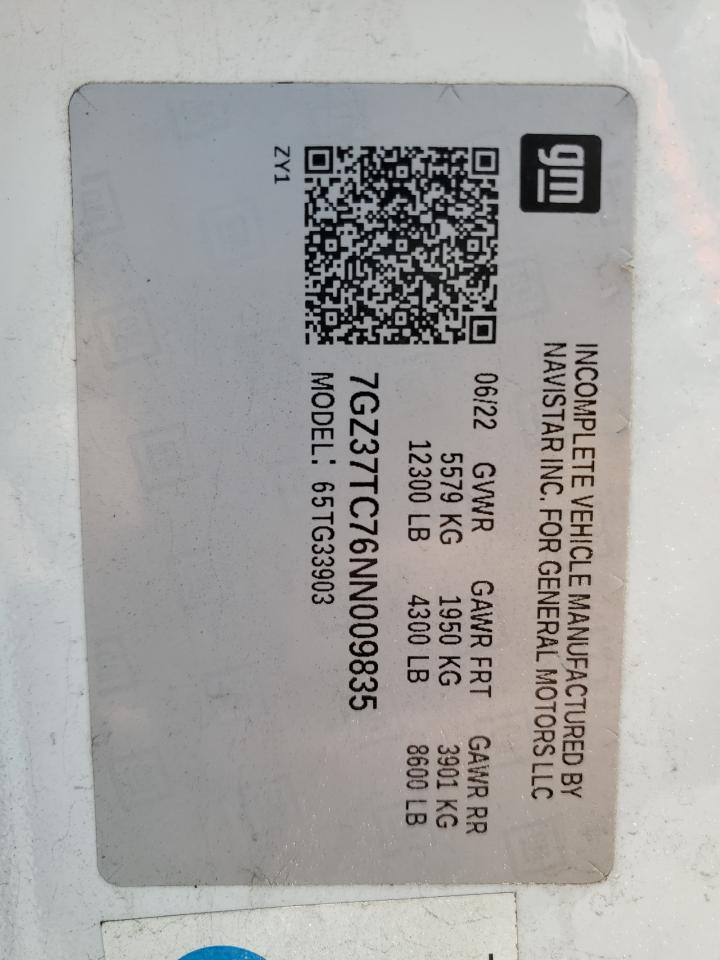 gm
INCOMPLETE VEHICLE MANUFACTURED BY
NAVISTAR INC. FOR GENERAL MOTORS LLC
06/22 GVWR GAWR FRT GAWR RR
5579 KG 1950 KG 3901 KG
12300 LB 4300 LB 8600 LB
7GZ37TC76NN009835
MODEL: 65TG33903
ZY1